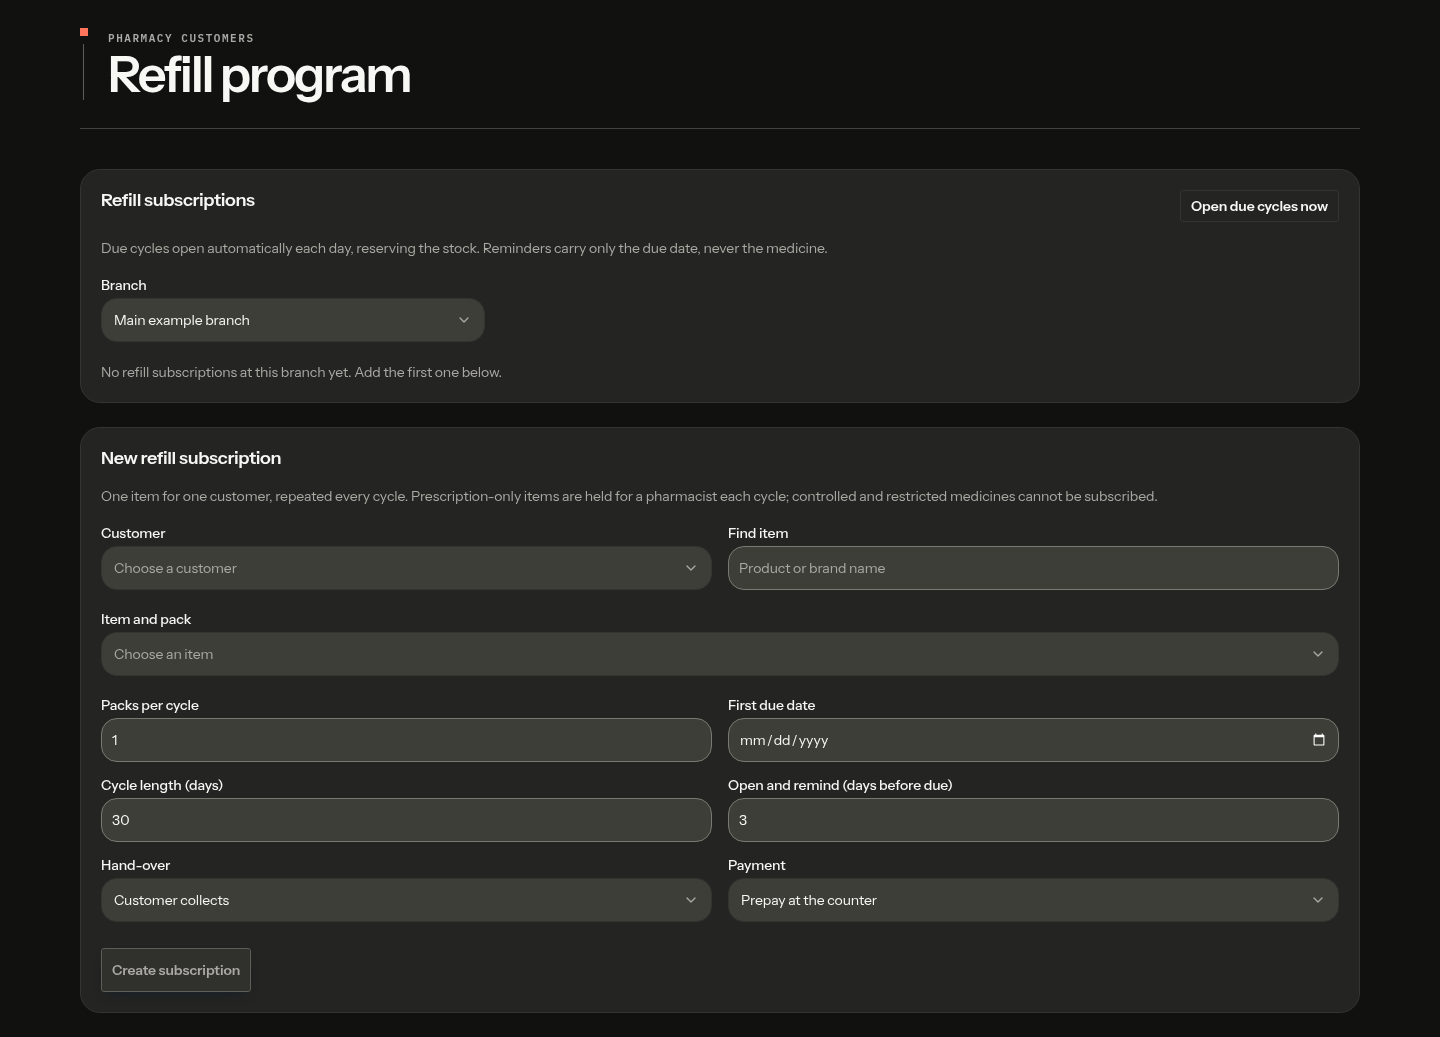 PHARMACY CUSTOMERS
Refill program
Refill subscriptions
Open due cycles now
Due cycles open automatically each day, reserving the stock. Reminders carry only the due date, never the medicine.
Branch
Main example branch
No refill subscriptions at this branch yet. Add the first one below.
New refill subscription
One item for one customer, repeated every cycle. Prescription-only items are held for a pharmacist each cycle; controlled and restricted medicines cannot be subscribed.
Customer
Find item
Choose a customer
Product or brand name
Item and pack
Choose an item
Packs per cycle
First due date
1
mm/dd/yyyy
Cycle length (days)
Open and remind (days before due)
30
3
Hand-over
Payment
Customer collects
Prepay at the counter
Create subscription